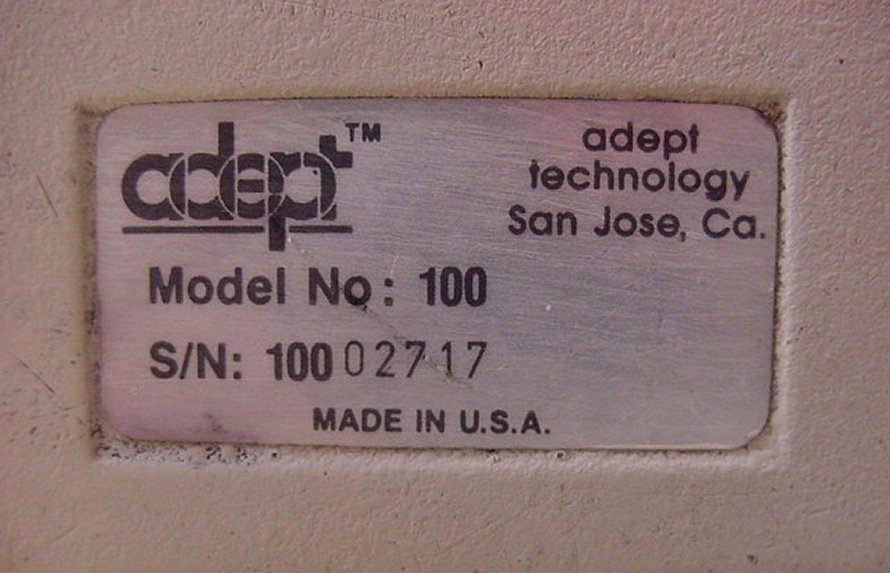 adept™
adept
technology
San Jose, Ca.
Model No: 100
S/N: 10002717
MADE IN U.S.A.